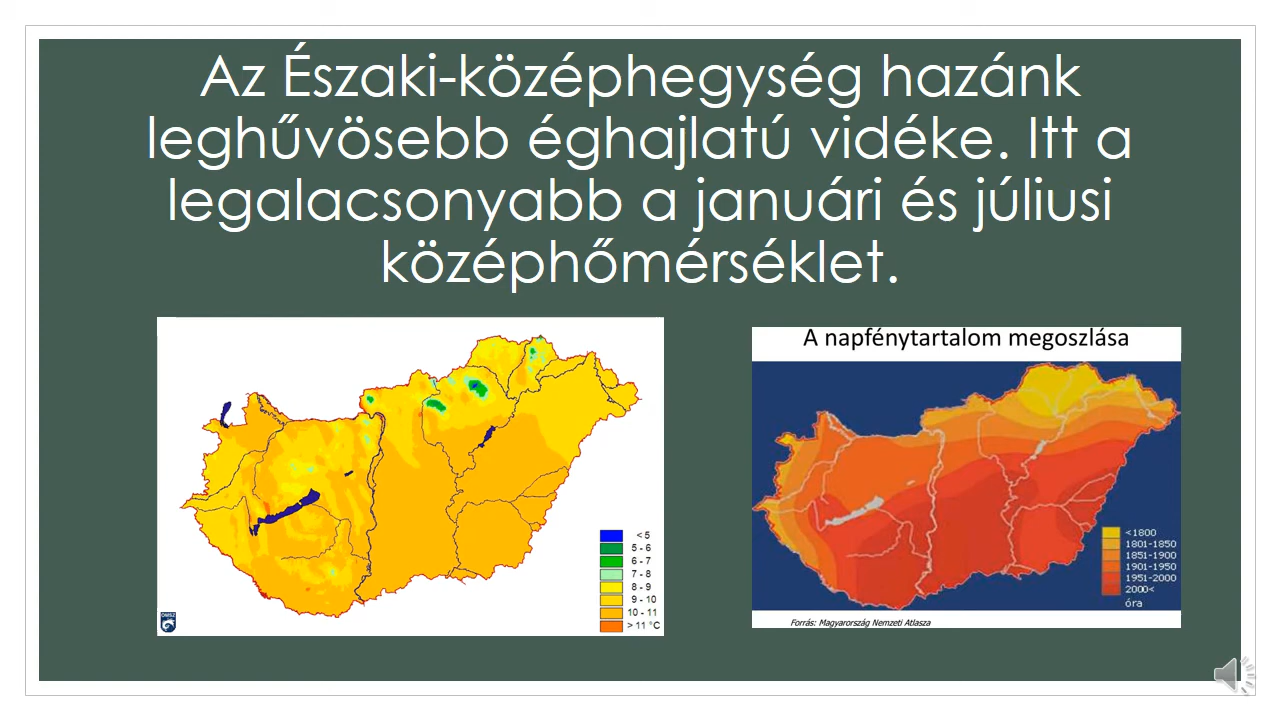 Az Északi-középhegység hazánk
leghűvösebb éghajlatú vidéke. Itt a
legalacsonyabb a januári és júliusi
középhőmérséklet.
< 5
5 - 6
6 - 7
7 - 8
8 - 9
9 - 10
10 - 11
> 11 °C
A napfénytartalom megoszlása
<1800
1801-1850
1851-1900
1901-1950
1951-2000
2000<
óra
Forrás: Magyarország Nemzeti Atlasza